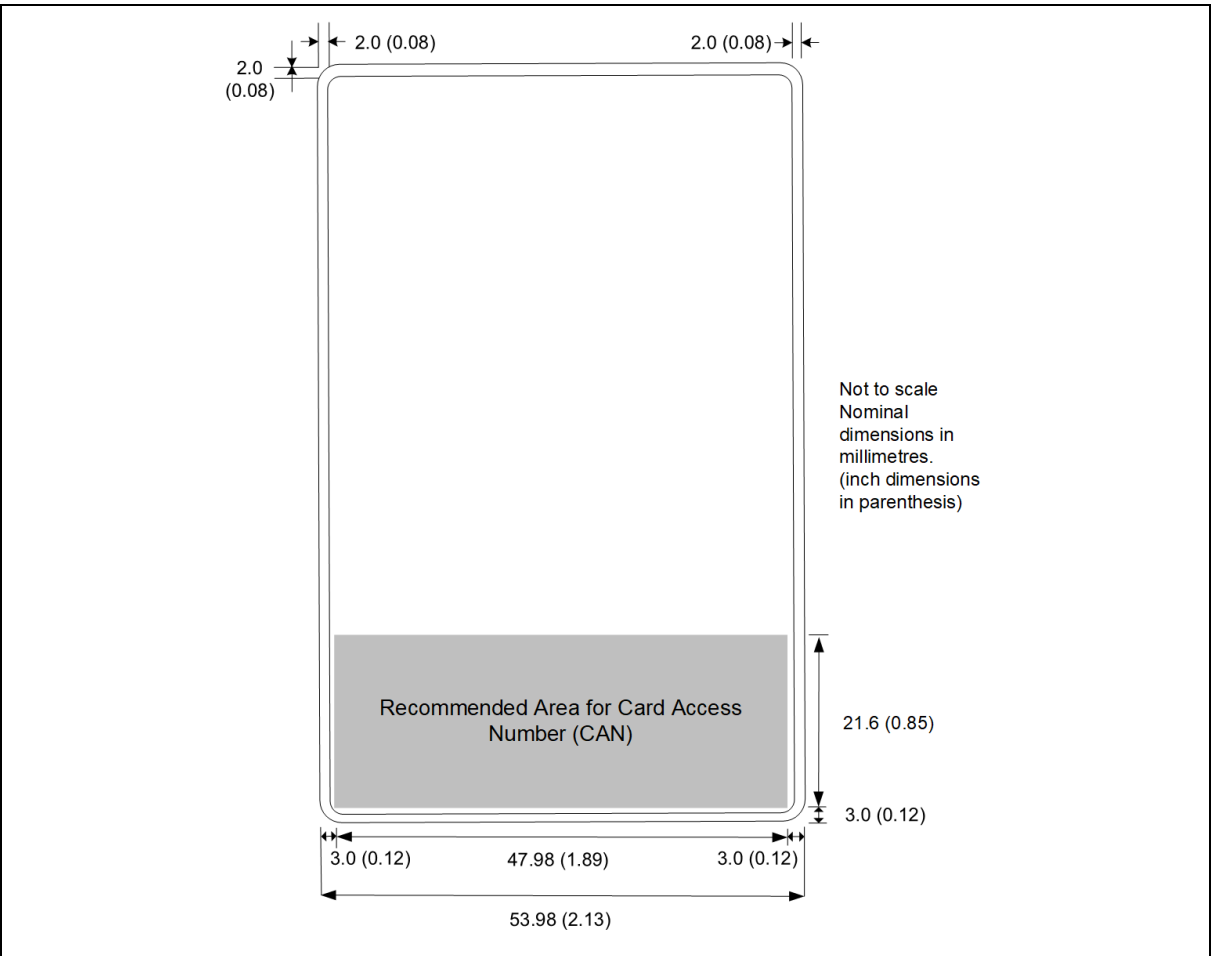 2.0 (0.08)
2.0 (0.08)
2.0
(0.08)
Not to scale
Nominal
dimensions in
millimetres.
(inch dimensions
in parenthesis)
Recommended Area for Card Access
Number (CAN)
21.6 (0.85)
3.0 (0.12)
3.0 (0.12)
47.98 (1.89)
3.0 (0.12)
53.98 (2.13)